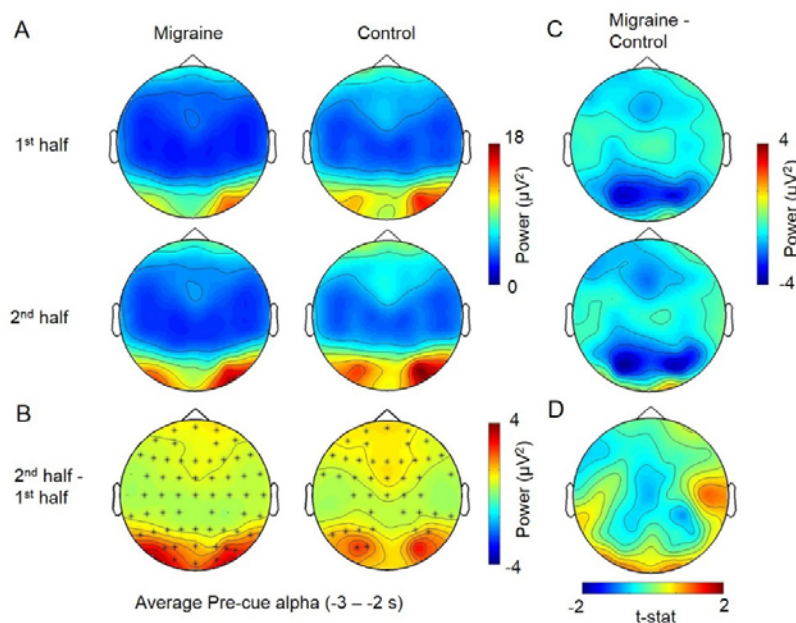 A
Migraine
Control
C
Migraine -
Control
1st half
18
Power (µV²)
0
4
Power (µV²)
-4
2nd half
B
2nd half -
1st half
4
Power (µV²)
-4
D
Average Pre-cue alpha (-3 – -2 s)
-2
t-stat
2